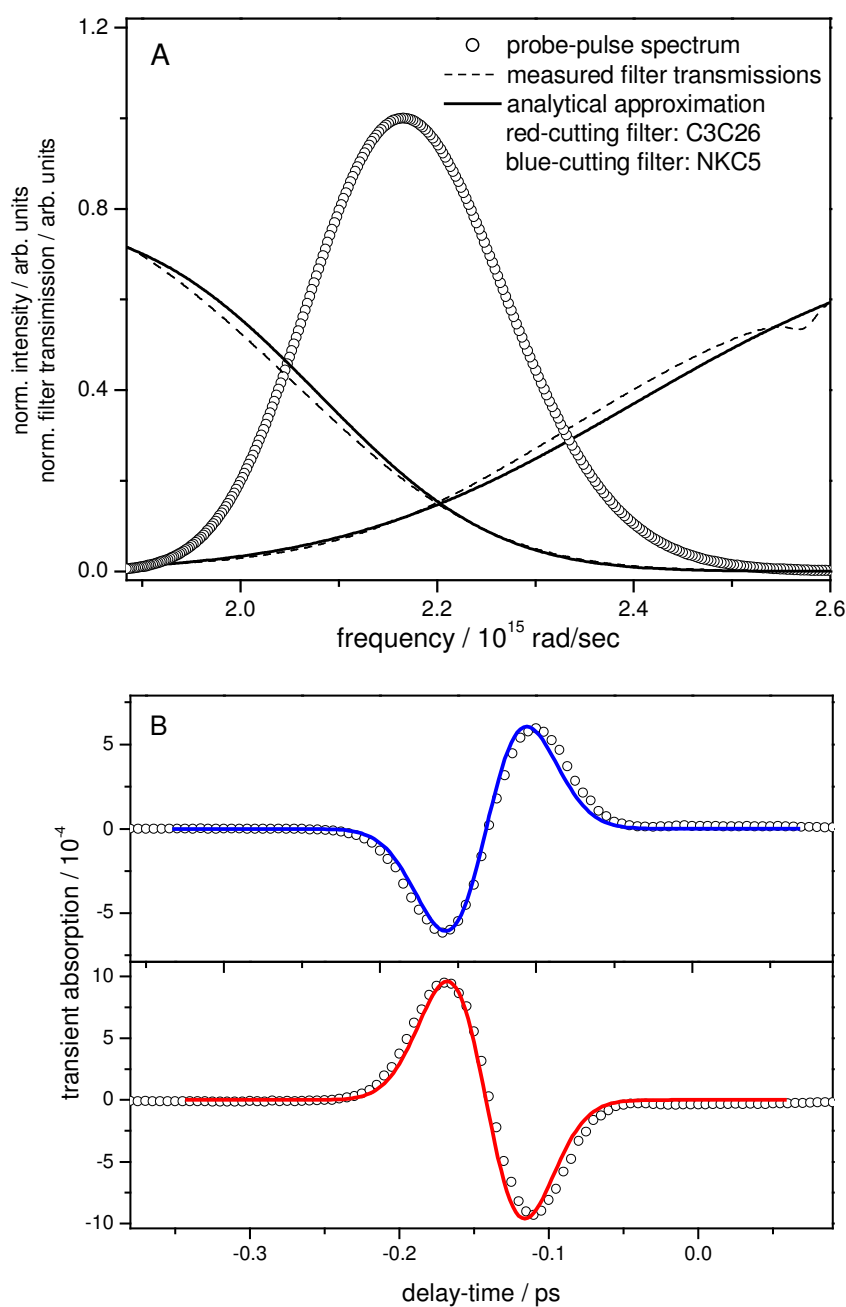 1.2
A
probe-pulse spectrum
measured filter transmissions
analytical approximation
red-cutting filter: C3C26
blue-cutting filter: NKC5
norm. intensity / arb. units
norm. filter transmission / arb. units
0.8
0.4
0.0
2.0
2.2
2.4
2.6
frequency / 10^15 rad/sec
B
5
0
-5
transient absorption / 10^-4
10
5
0
-5
-10
-0.3
-0.2
-0.1
0.0
delay-time / ps